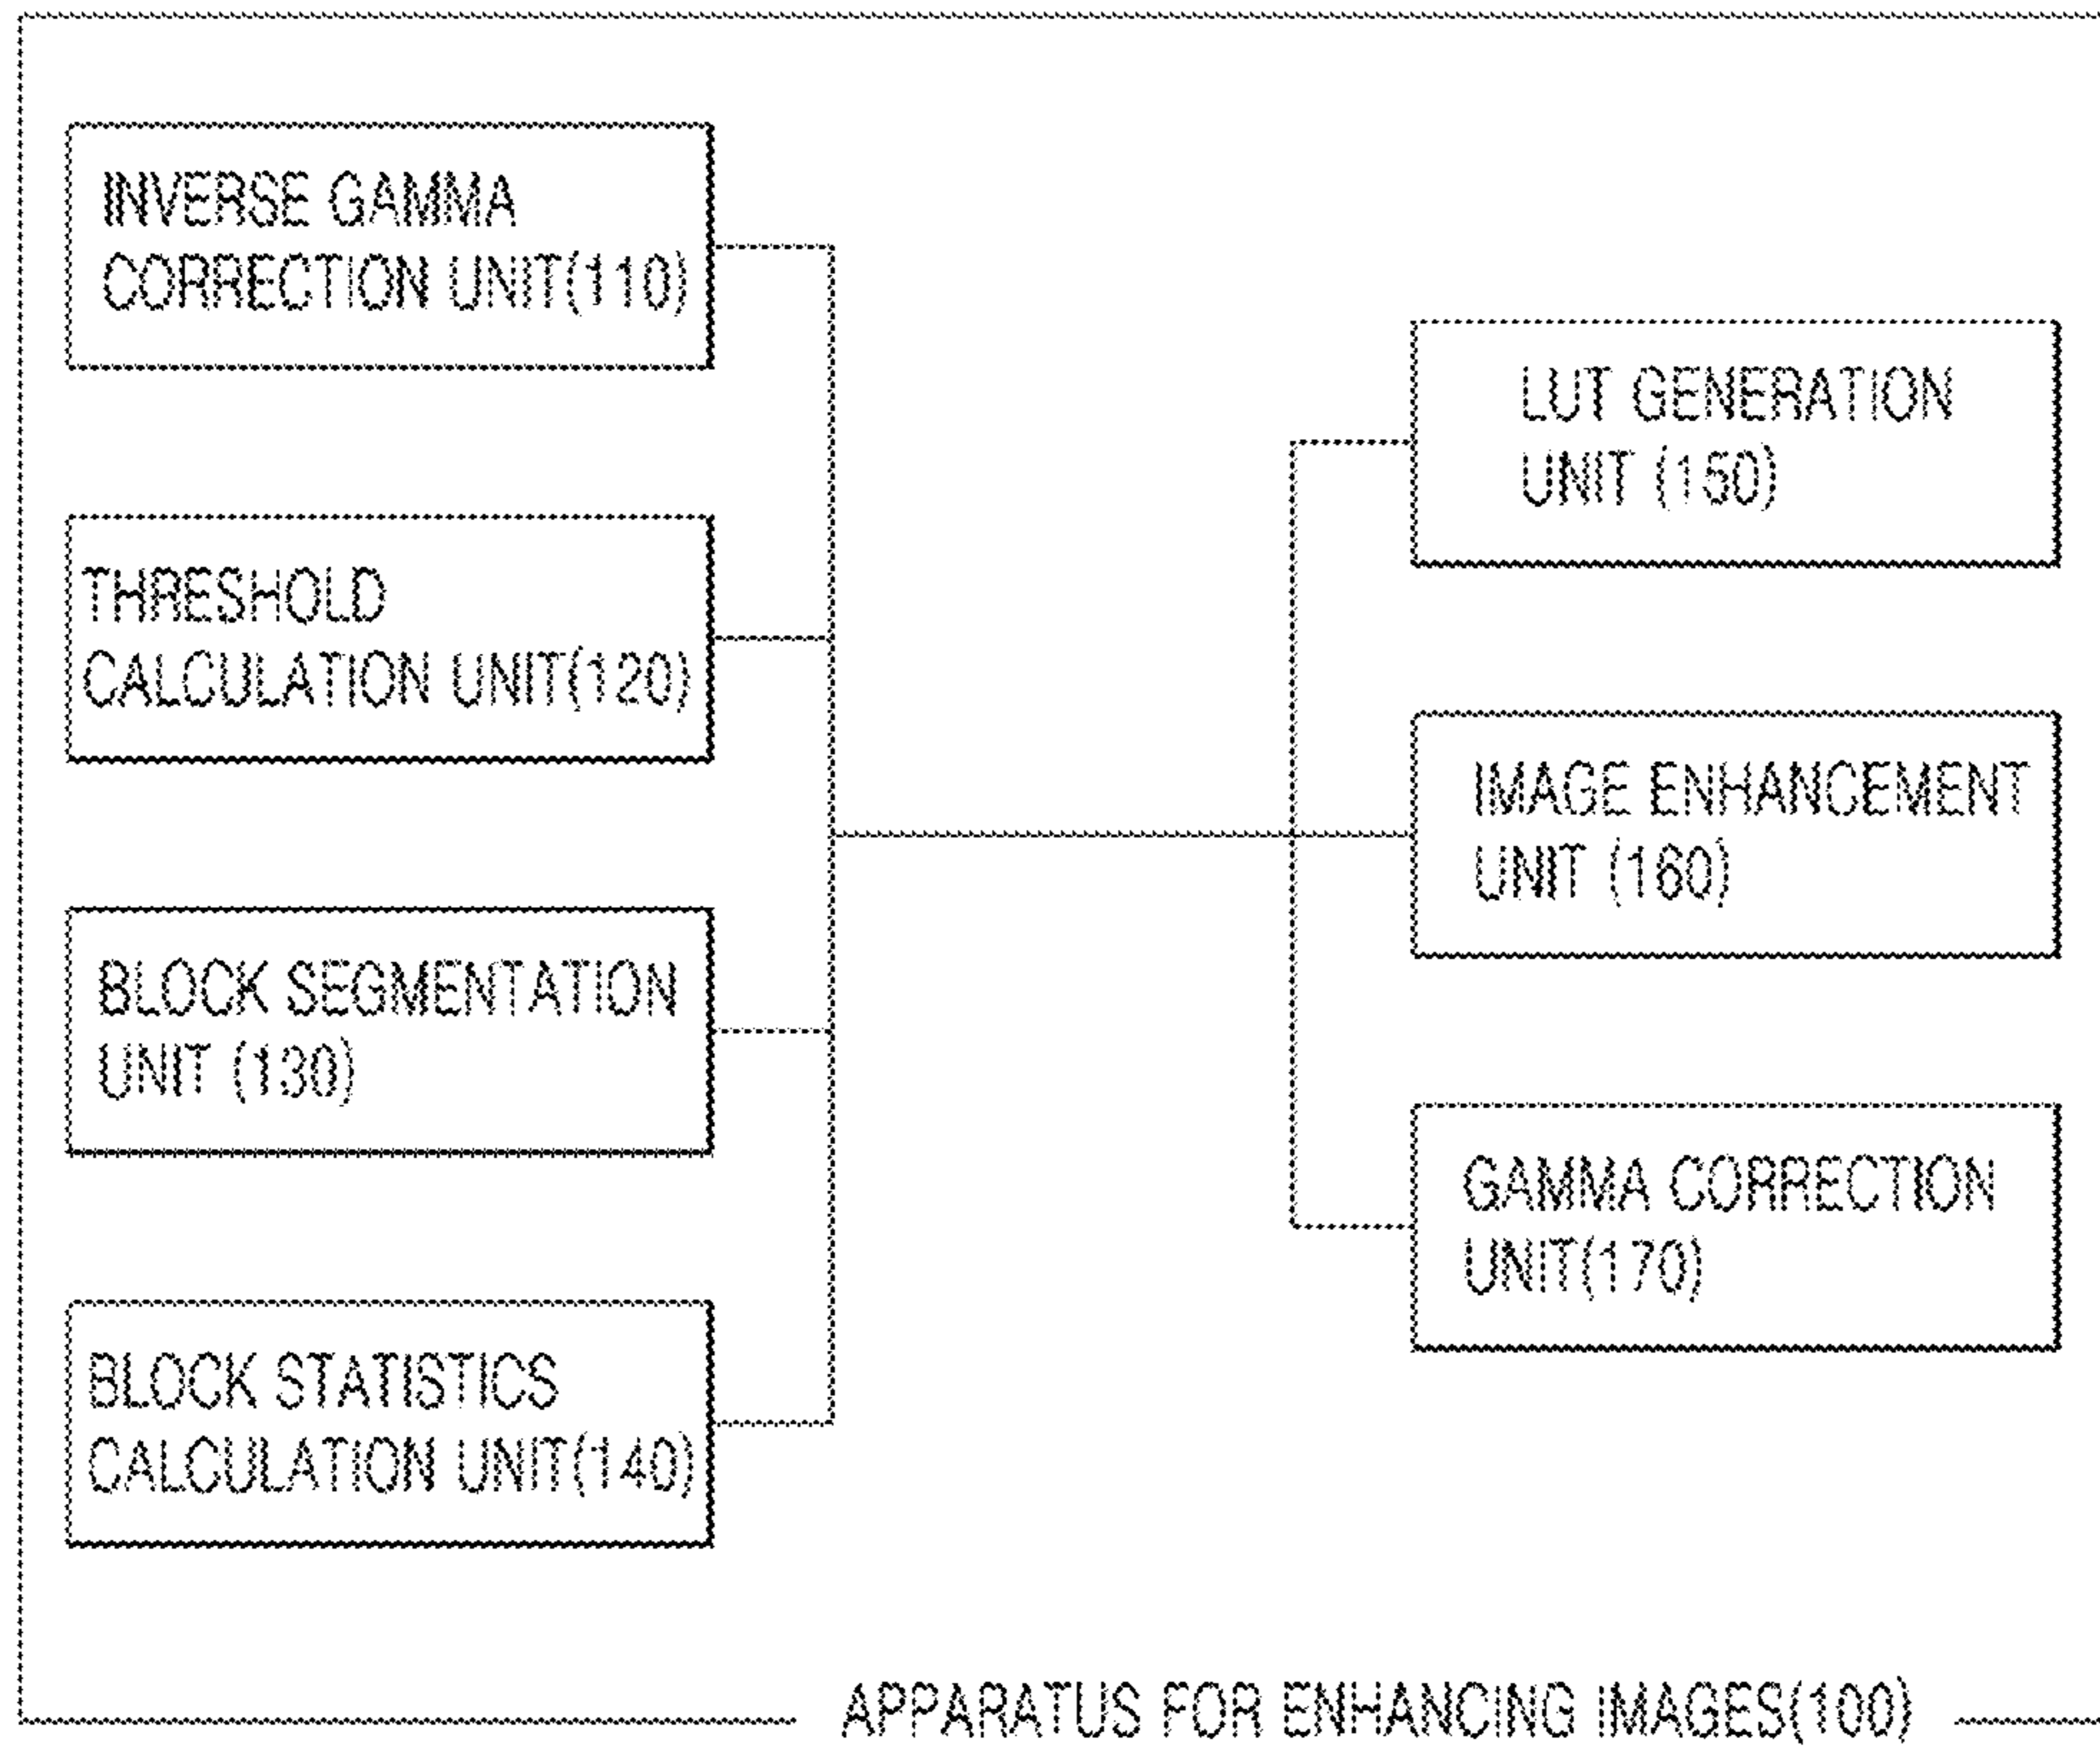 INVERSE GAMMA
CORRECTION UNIT(110)
THRESHOLD
CALCULATION UNIT(120)
BLOCK SEGMENTATION
UNIT (130)
BLOCK STATISTICS
CALCULATION UNIT(140)
LUT GENERATION
UNIT (150)
IMAGE ENHANCEMENT
UNIT (160)
GAMMA CORRECTION
UNIT(170)
APPARATUS FOR ENHANCING IMAGES(100)